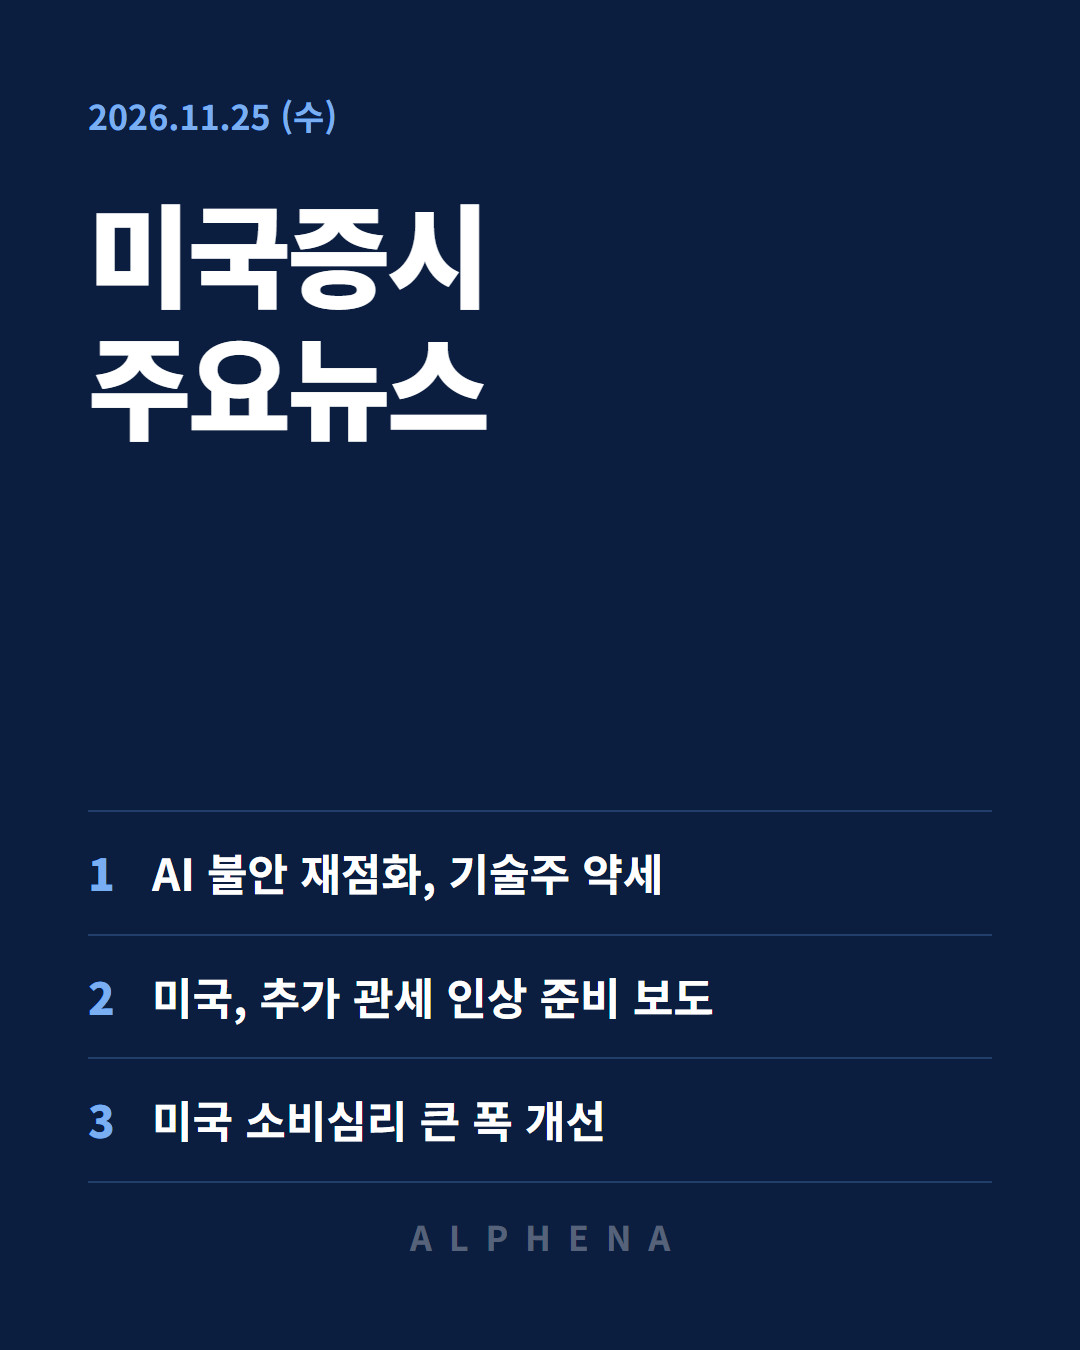 2026.11.25 (수)
미국증시
주요뉴스
1 AI 불안 재점화, 기술주 약세
2 미국, 추가 관세 인상 준비 보도
3 미국 소비심리 큰 폭 개선
ALPHENA